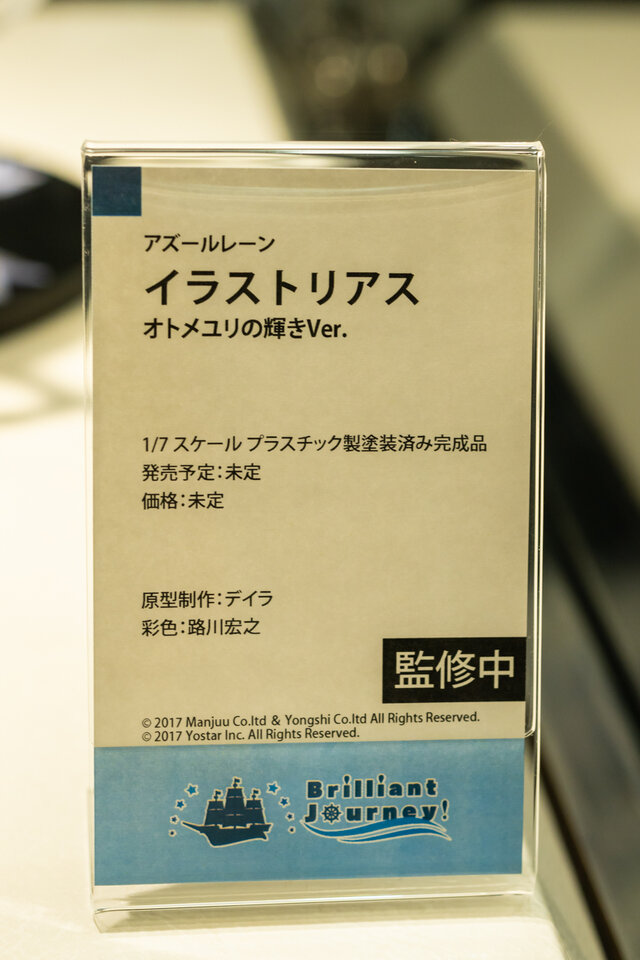 アズールレーン
イラストリアス
オトメユリの輝きVer.
1/7 スケール プラスチック製塗装済み完成品
発売予定：未定
価格：未定
原型制作：デイラ
彩色：路川宏之
監修中
© 2017 Manjuu Co.ltd & Yongshi Co.ltd All Rights Reserved.
© 2017 Yostar Inc. All Rights Reserved.
Brilliant
Journey!